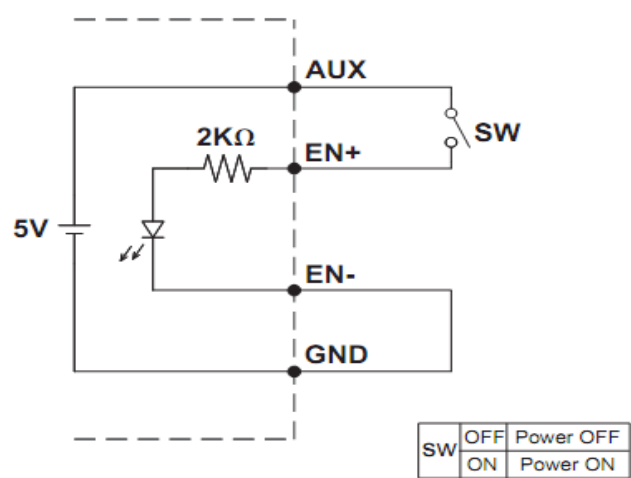 AUX
2KΩ
SW
EN+
5V
EN-
GND
SW OFF Power OFF
ON Power ON